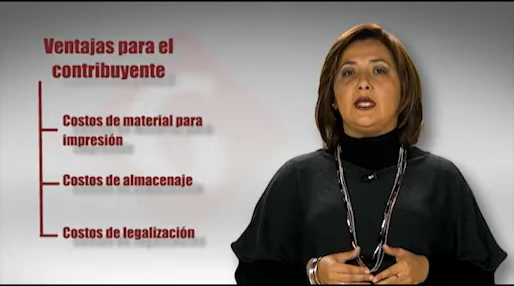 Ventajas para el
contribuyente
Costos de material para
impresión
Costos de almacenaje
Costos de legalización